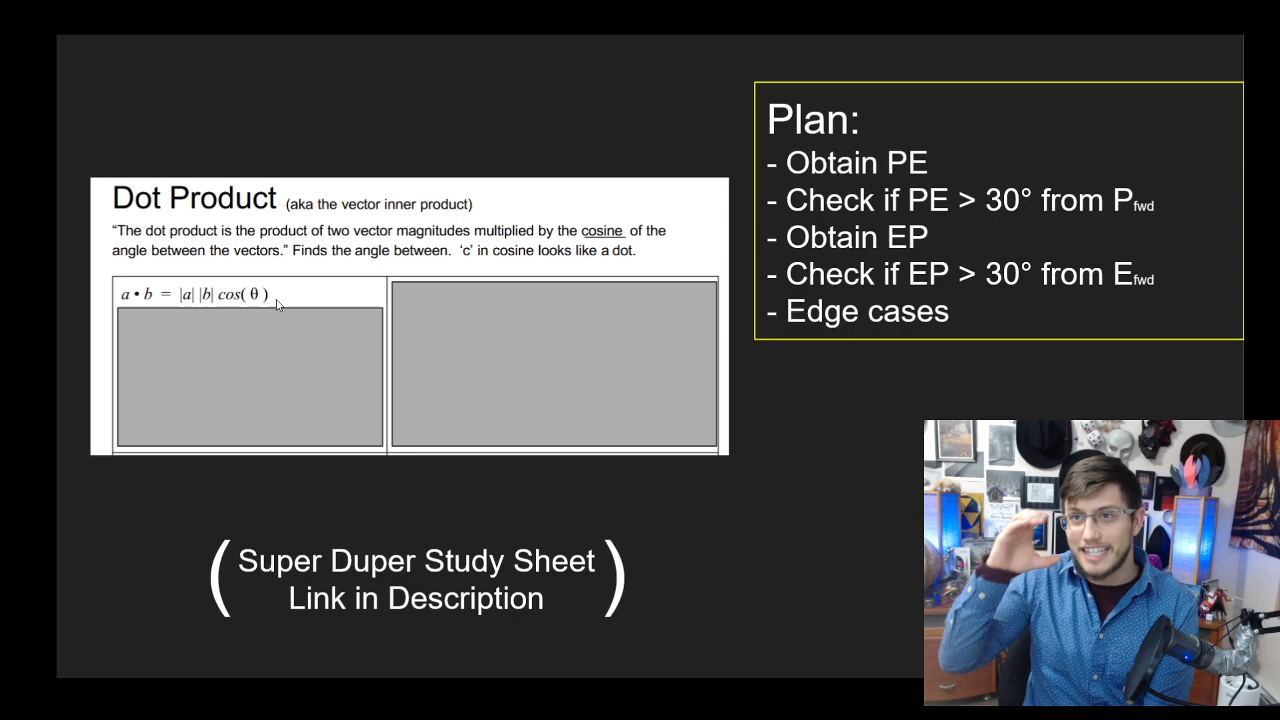 Dot Product (aka the vector inner product)
“The dot product is the product of two vector magnitudes multiplied by the cosine of the
angle between the vectors.” Finds the angle between. ‘c’ in cosine looks like a dot.
a • b = |a| |b| cos( θ )
Plan:
- Obtain PE
- Check if PE > 30° from Pfwd
- Obtain EP
- Check if EP > 30° from Efwd
- Edge cases
(Super Duper Study Sheet
Link in Description)